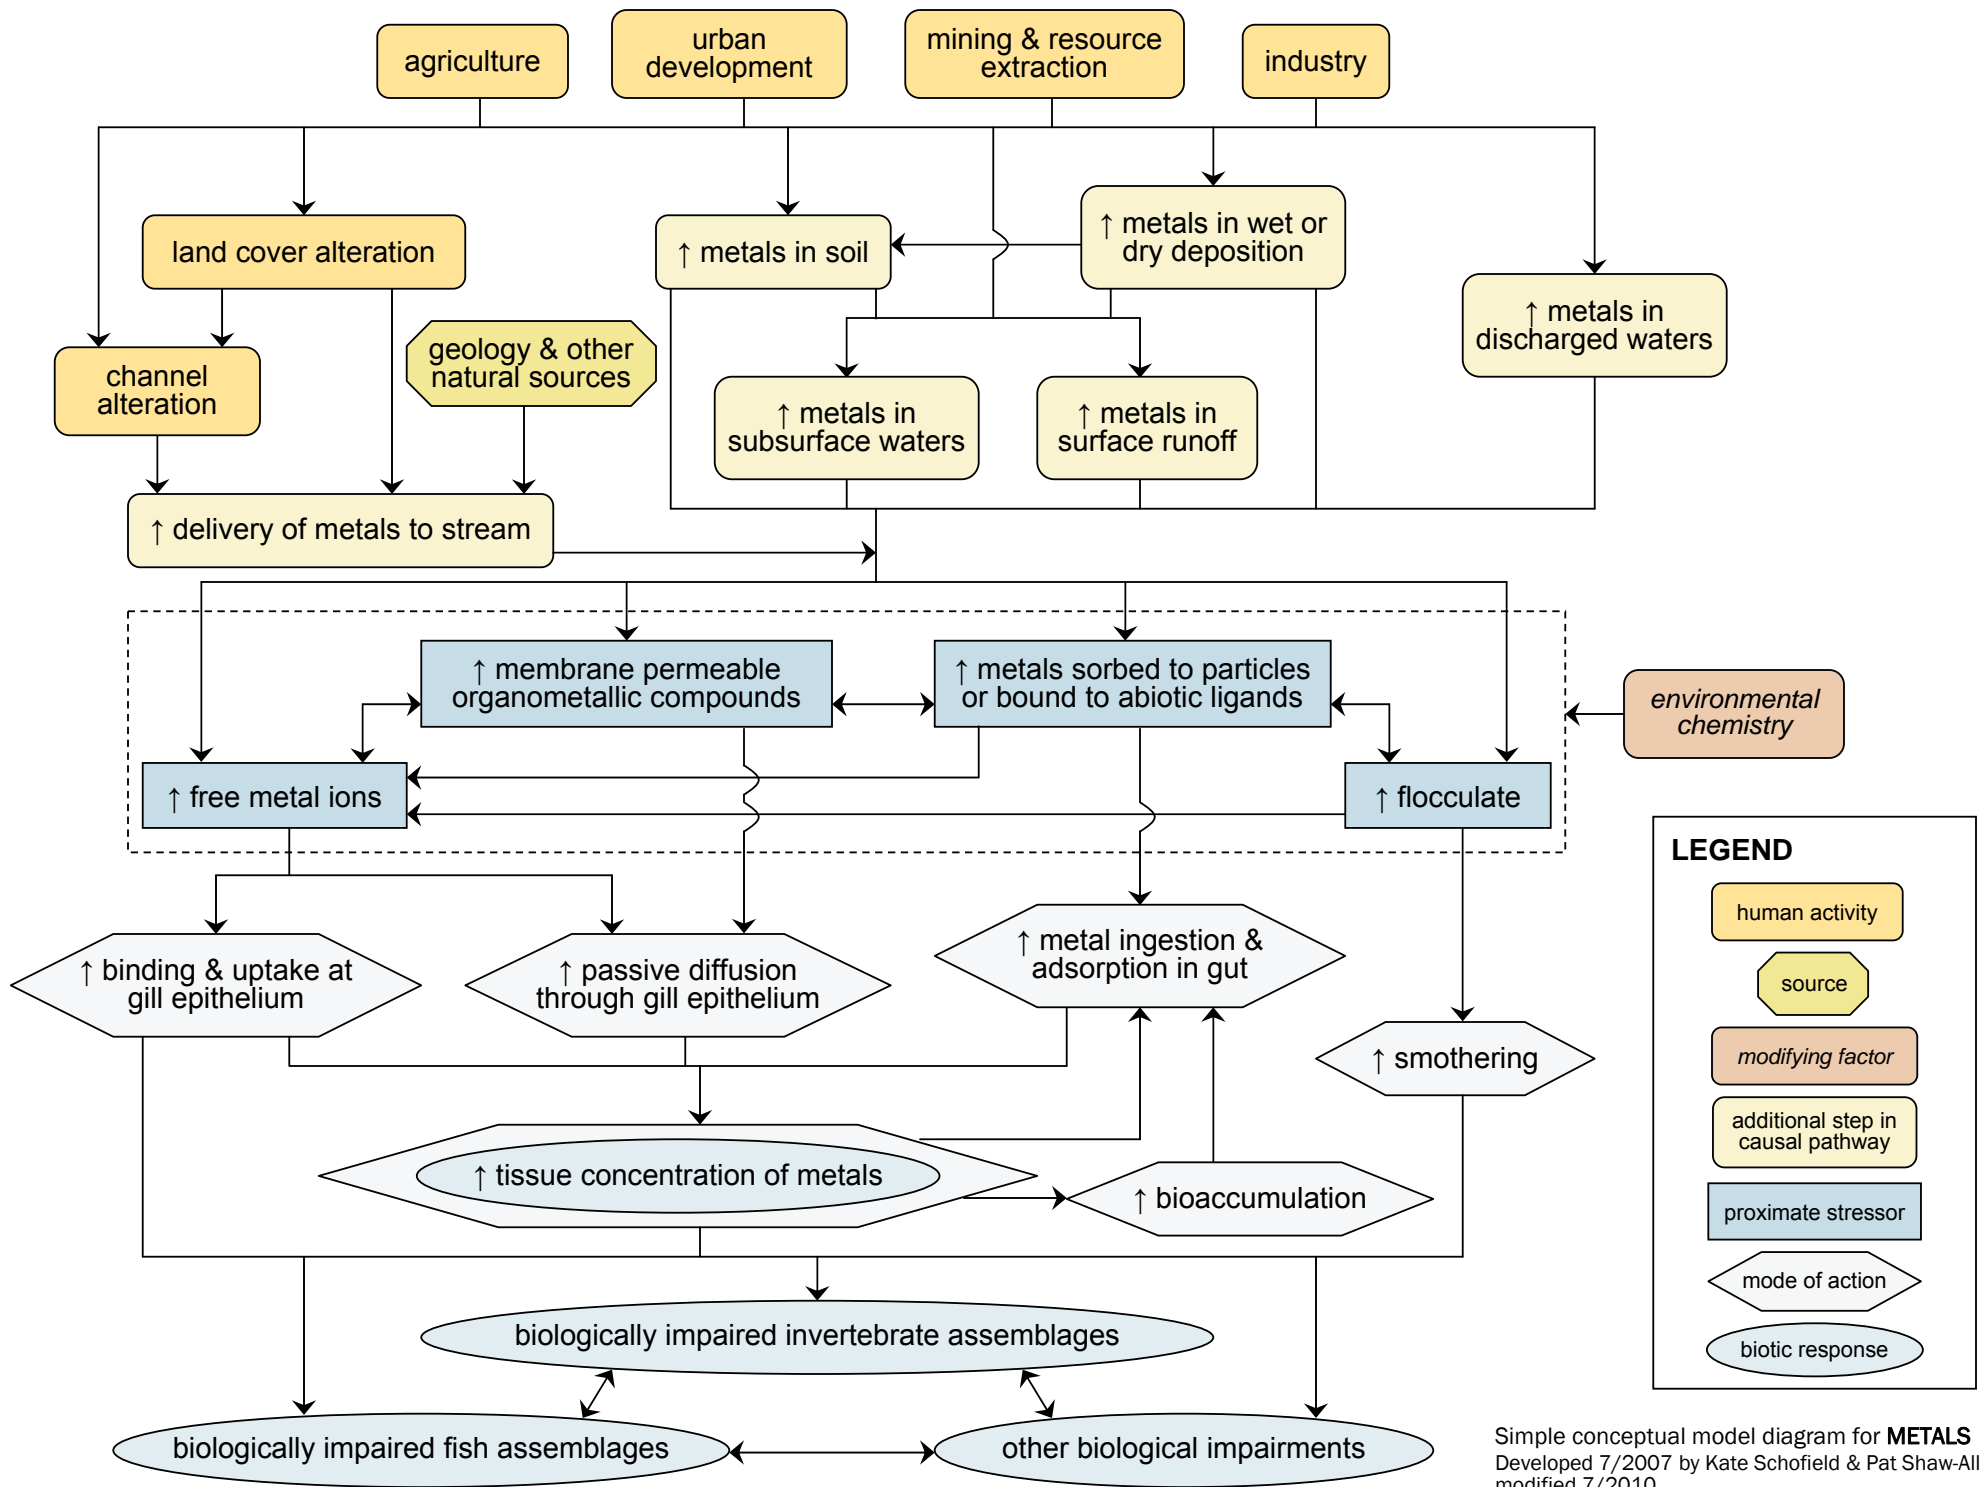 agriculture
urban
development
mining & resource
extraction
industry
land cover alteration
↑ metals in soil
↑ metals in wet or
dry deposition
↑ metals in
discharged waters
channel
alteration
geology & other
natural sources
↑ metals in
subsurface waters
↑ metals in
surface runoff
↑ delivery of metals to stream
↑ membrane permeable
organometallic compounds
↑ metals sorbed to particles
or bound to abiotic ligands
environmental
chemistry
↑ free metal ions
↑ flocculate
↑ binding & uptake at
gill epithelium
↑ passive diffusion
through gill epithelium
↑ metal ingestion &
adsorption in gut
↑ smothering
↑ tissue concentration of metals
↑ bioaccumulation
biologically impaired invertebrate assemblages
biologically impaired fish assemblages
other biological impairments
LEGEND
human activity
source
modifying factor
additional step in
causal pathway
proximate stressor
mode of action
biotic response
Simple conceptual model diagram for METALS
Developed 7/2007 by Kate Schofield & Pat Shaw-All
modified 7/2010